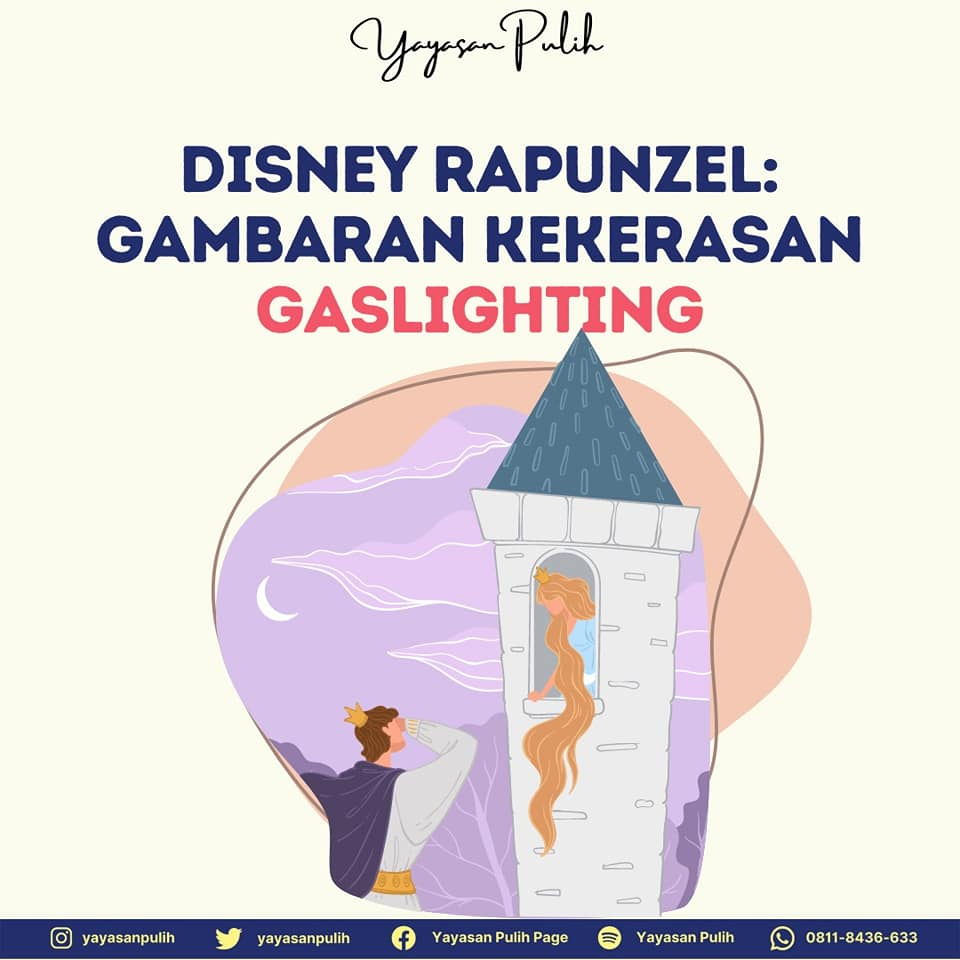 Yayasan Pulih
DISNEY RAPUNZEL:
GAMBARAN KEKERASAN
GASLIGHTING
yayasanpulih yayasanpulih Yayasan Pulih Page Yayasan Pulih 0811-8436-633